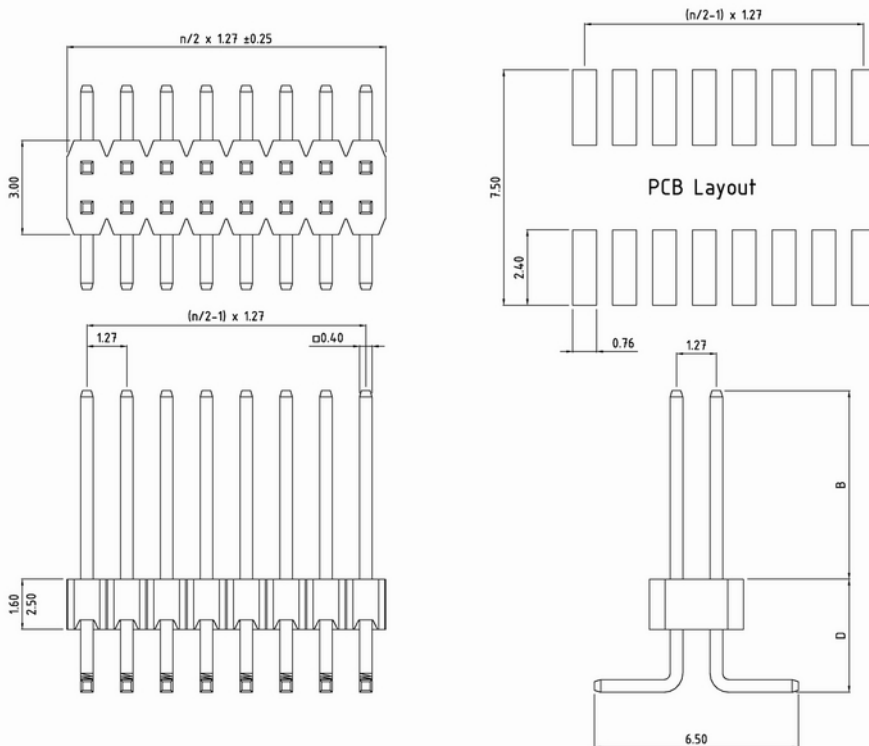 n/2 x 1.27 ±0.25
3.00
(n/2-1) x 1.27
7.50
PCB Layout
2.40
0.76
(n/2-1) x 1.27
1.27
□0.40
1.60
2.50
1.27
B
D
6.50